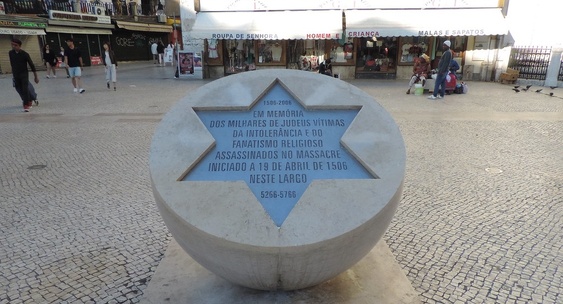 ROUPA DE SENHORA HOMEM CRIANÇA MALAS E SAPATOS
1506-2006
EM MEMÓRIA
DOS MILHARES DE JUDEUS VÍTIMAS
DA INTOLERÂNCIA E DO
FANATISMO RELIGIOSO
ASSASSINADOS NO MASSACRE
INICIADO A 19 DE ABRIL DE 1506
NESTE LARGO
5266-5766